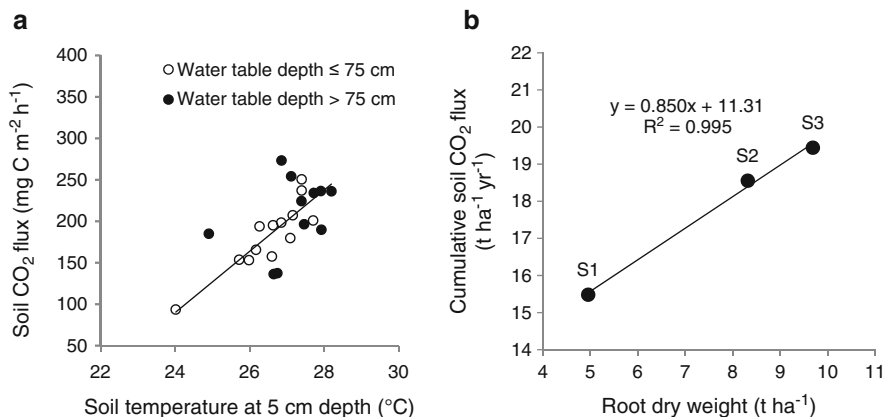 a
Soil CO₂ flux (mg C m⁻² h⁻¹)
400
350
300
250
200
150
100
50
Water table depth ≤ 75 cm
Water table depth > 75 cm
22
24
26
28
30
Soil temperature at 5 cm depth (°C)
b
Cumulative soil CO₂ flux
(t ha⁻¹ yr⁻¹)
22
21
20
19
18
17
16
15
14
y = 0.850x + 11.31
R² = 0.995
S1
S2
S3
4
5
6
7
8
9
10
11
Root dry weight (t ha⁻¹)